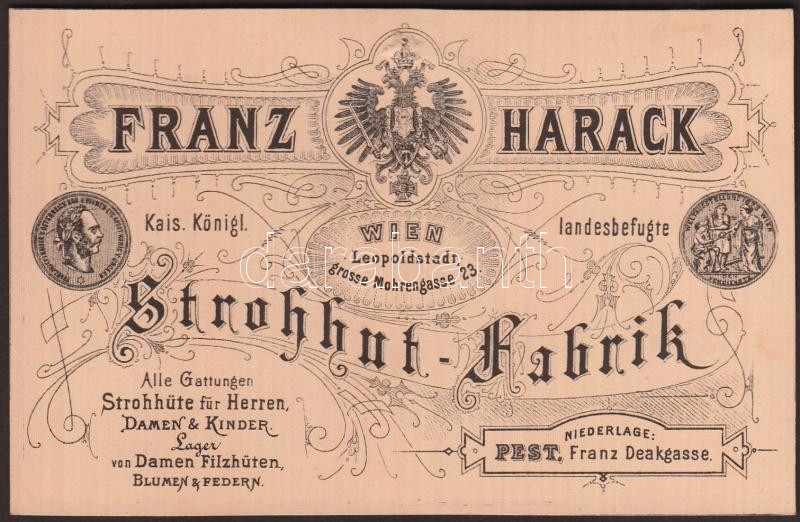 FRANZ HARACK
Kais. Königl. landesbefugte
WIEN
Leopoldstadt,
grosse Mohrengasse 23.
Strohhut-Fabrik
Alle Gattungen
Strohhüte für Herren,
DAMEN & KINDER.
Lager
von Damen Filzhüten,
BLUMEN & FEDERN.
NIEDERLAGE:
PEST, Franz Deakgasse.
darabanth